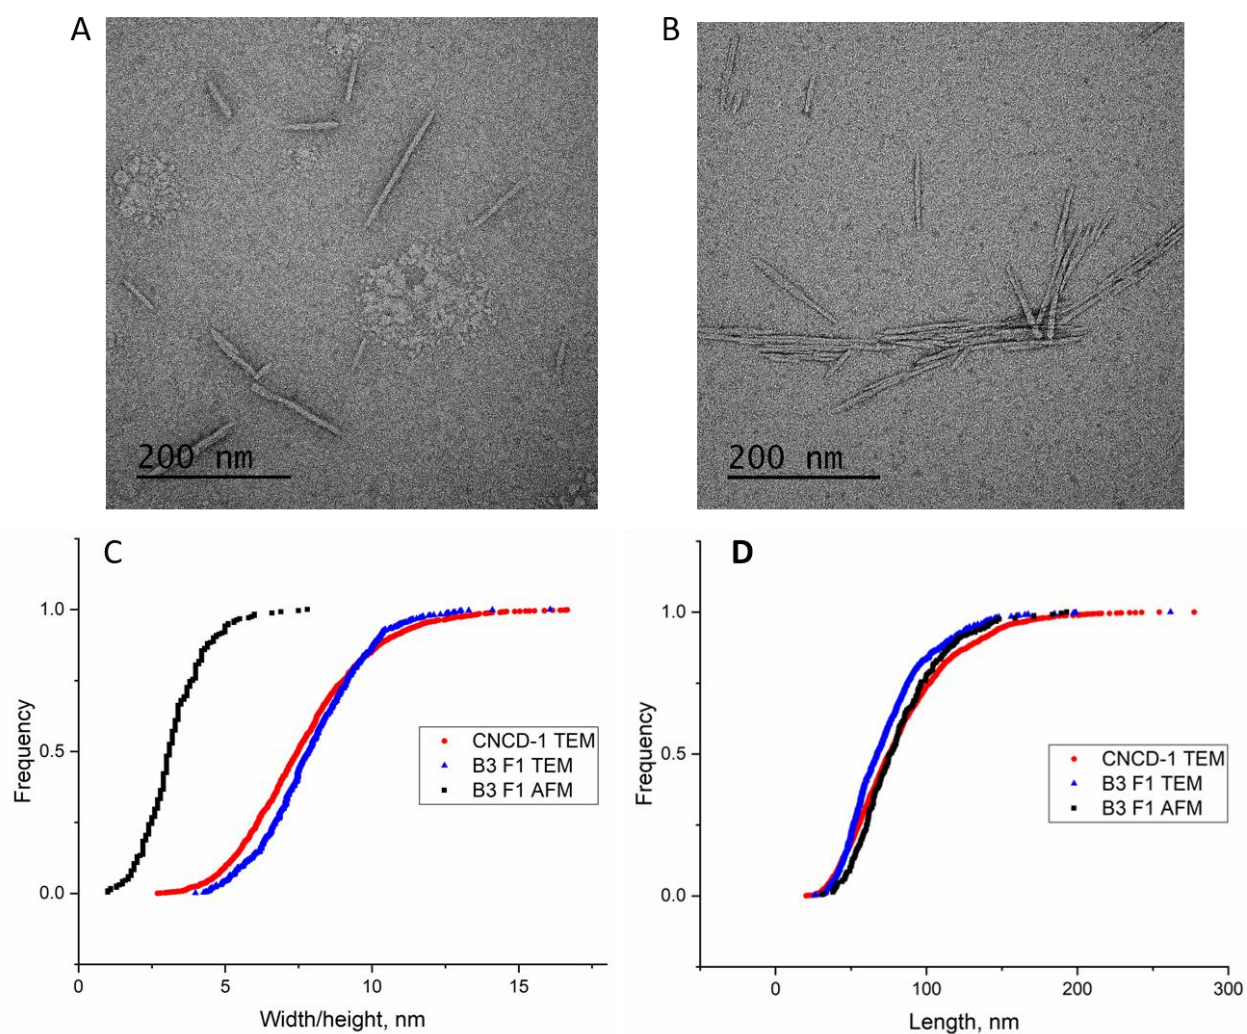 A
B
200 nm
200 nm
C
1.0
0.5
0.0
Frequency
CNCD-1 TEM
B3 F1 TEM
B3 F1 AFM
0
5
10
15
Width/height, nm
D
1.0
0.5
0.0
Frequency
CNCD-1 TEM
B3 F1 TEM
B3 F1 AFM
0
100
200
300
Length, nm